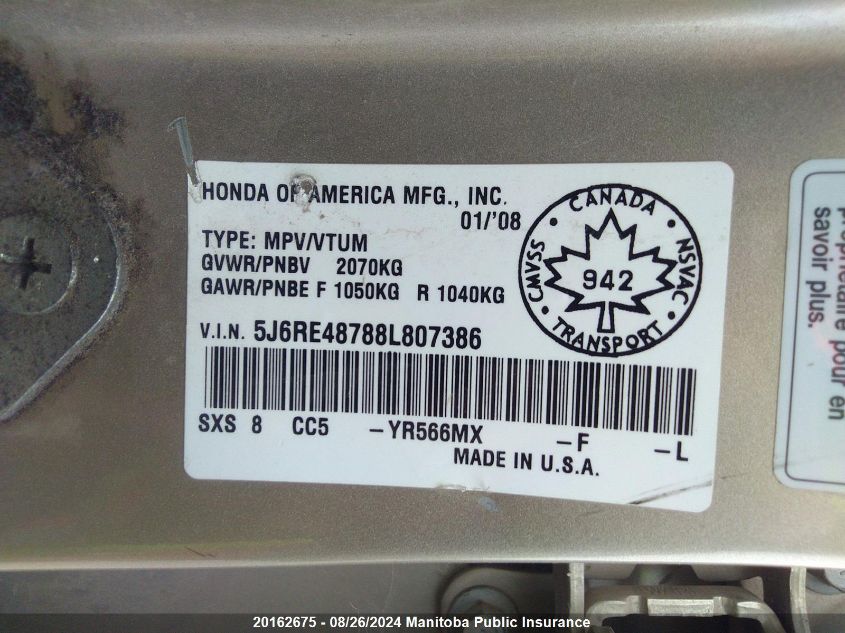 HONDA OF AMERICA MFG., INC.
01/'08
TYPE: MPV/VTUM
GVWR/PNBV 2070KG
GAWR/PNBE F 1050KG R 1040KG
V.I.N. 5J6RE48788L807386
SXS 8 CC5 -YR566MX -F -L
MADE IN U.S.A.
CANADA
CMVSS
942
NSVAC
TRANSPORT
propriétaire pour en
savoir plus.
20162675 - 08/26/2024 Manitoba Public Insurance